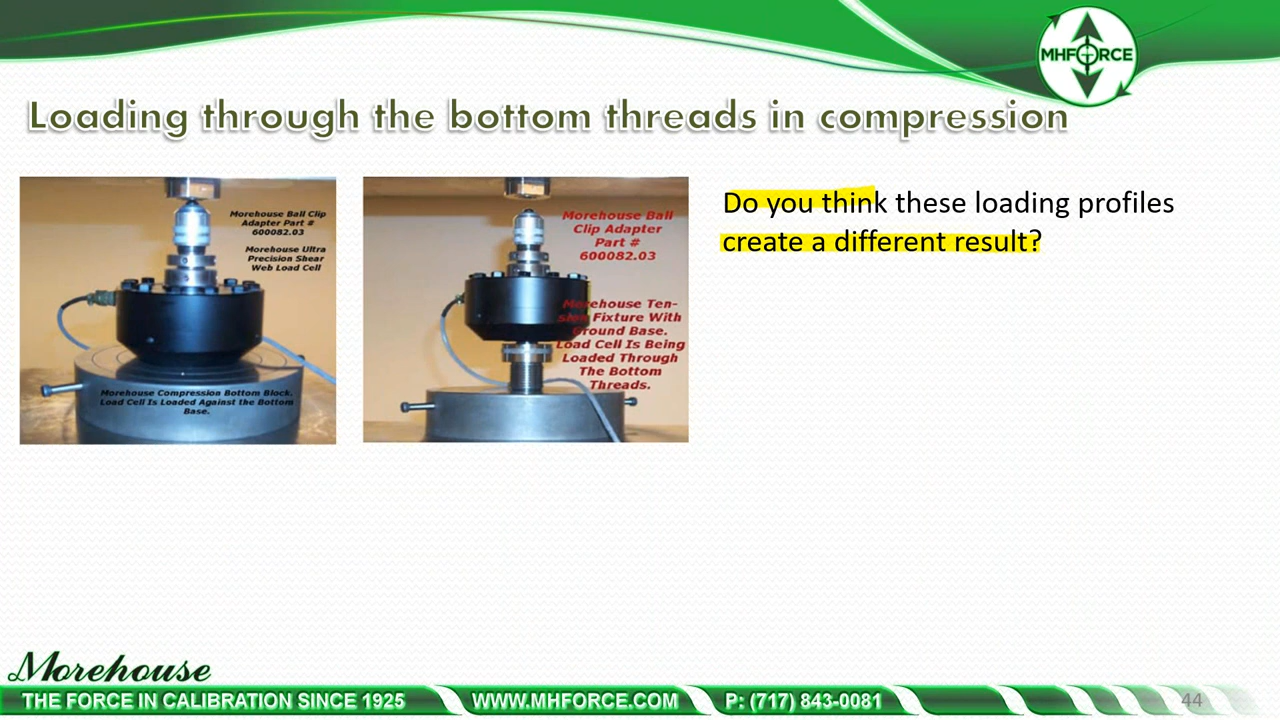 MHFORCE
Loading through the bottom threads in compression
Morehouse Ball Clip
Adapter Part #
600082.03
Morehouse Ultra
Precision Shear
Web Load Cell
Morehouse Compression Bottom Block.
Load Cell Is Loaded Against the Bottom
Base.
Morehouse Ball
Clip Adapter
Part #
600082.03
Morehouse Ten-
sion Fixture With
Ground Base.
Load Cell Is Being
Loaded Through
The Bottom
Threads.
Do you think these loading profiles
create a different result?
Morehouse
THE FORCE IN CALIBRATION SINCE 1925
WWW.MHFORCE.COM
P: (717) 843-0081
44